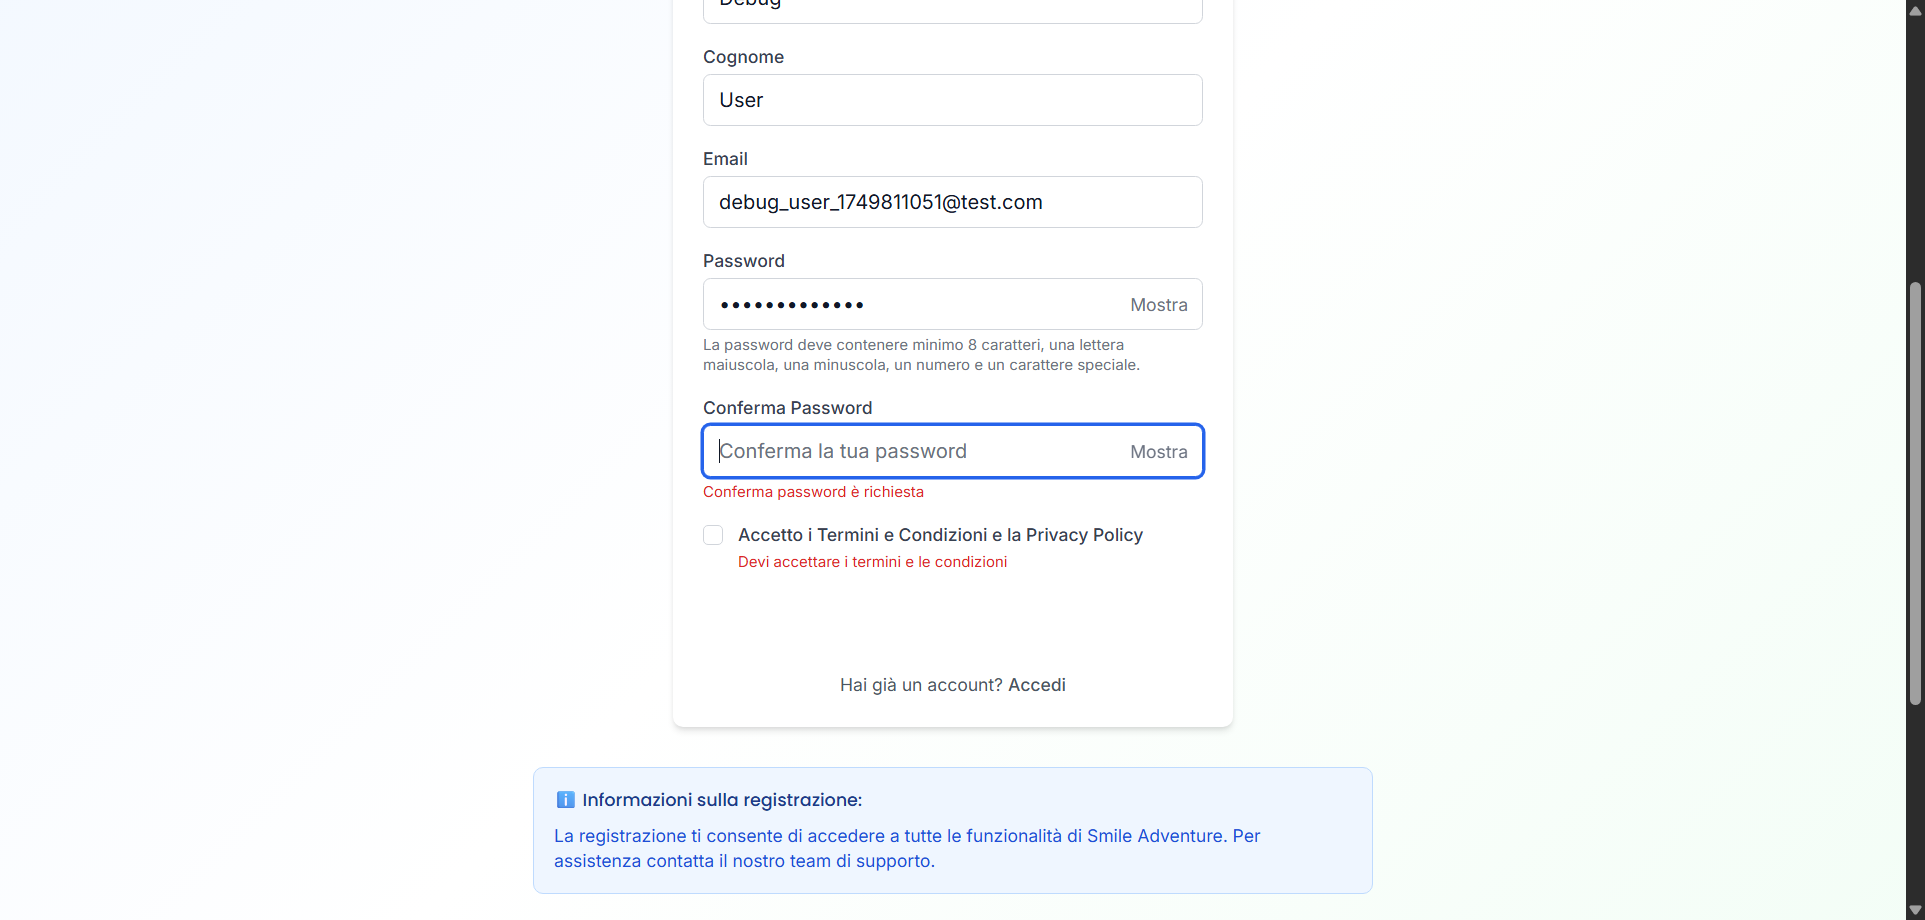 Debug
Cognome
User
Email
debug_user_1749811051@test.com
Password
••••••••••••• Mostra
La password deve contenere minimo 8 caratteri, una lettera
maiuscola, una minuscola, un numero e un carattere speciale.
Conferma Password
Conferma la tua password Mostra
Conferma password è richiesta
Accetto i Termini e Condizioni e la Privacy Policy
Devi accettare i termini e le condizioni
Hai già un account? Accedi
ℹ️ Informazioni sulla registrazione:
La registrazione ti consente di accedere a tutte le funzionalità di Smile Adventure. Per
assistenza contatta il nostro team di supporto.